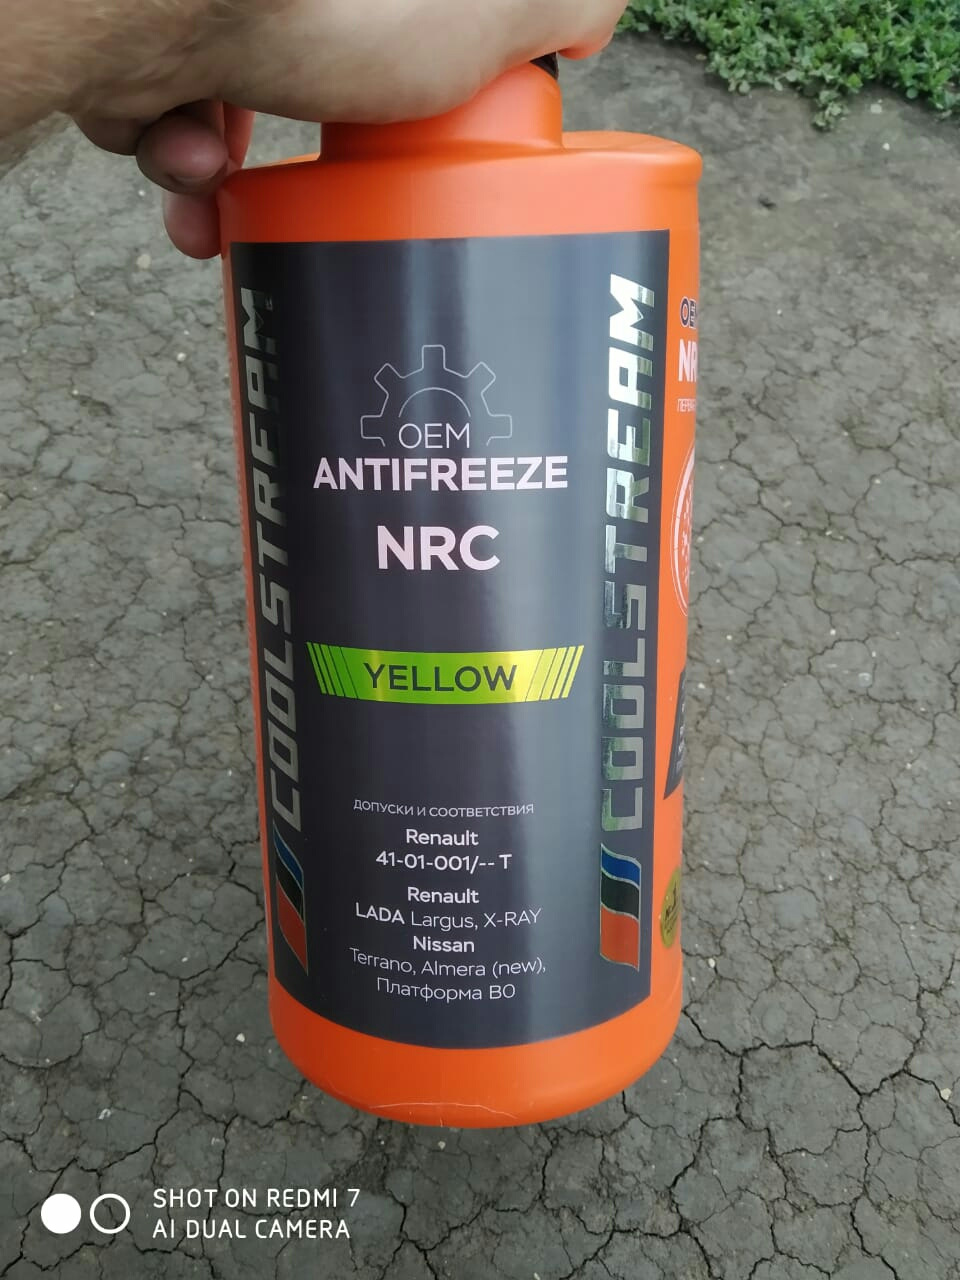 COOLSTREAM
OEM
ANTIFREEZE
NRC
YELLOW
ДОПУСКИ И СООТВЕТСТВИЯ
Renault
41-01-001/-- T
Renault
LADA Largus, X-RAY
Nissan
Terrano, Almera (new),
Платформа B0
COOLSTREAM
SHOT ON REDMI 7
AI DUAL CAMERA